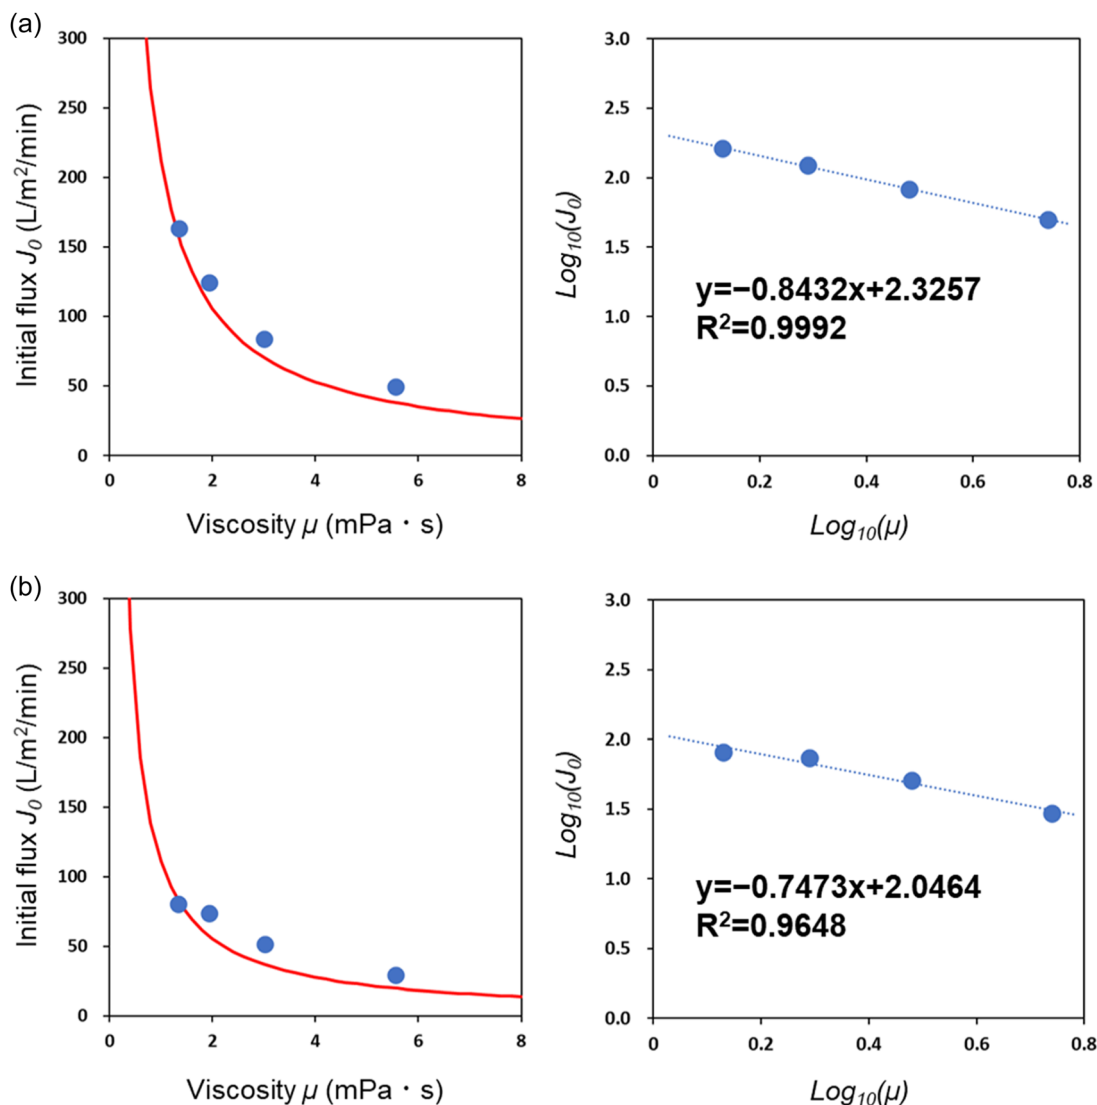 (a)
Initial flux J0 (L/m²/min)
300
250
200
150
100
50
0
0 2 4 6 8
Viscosity μ (mPa・s)
Log10(J0)
3.0
2.5
2.0
1.5
1.0
0.5
0.0
y=−0.8432x+2.3257
R²=0.9992
0 0.2 0.4 0.6 0.8
Log10(μ)
(b)
Initial flux J0 (L/m²/min)
300
250
200
150
100
50
0
0 2 4 6 8
Viscosity μ (mPa・s)
Log10(J0)
3.0
2.5
2.0
1.5
1.0
0.5
0.0
y=−0.7473x+2.0464
R²=0.9648
0 0.2 0.4 0.6 0.8
Log10(μ)